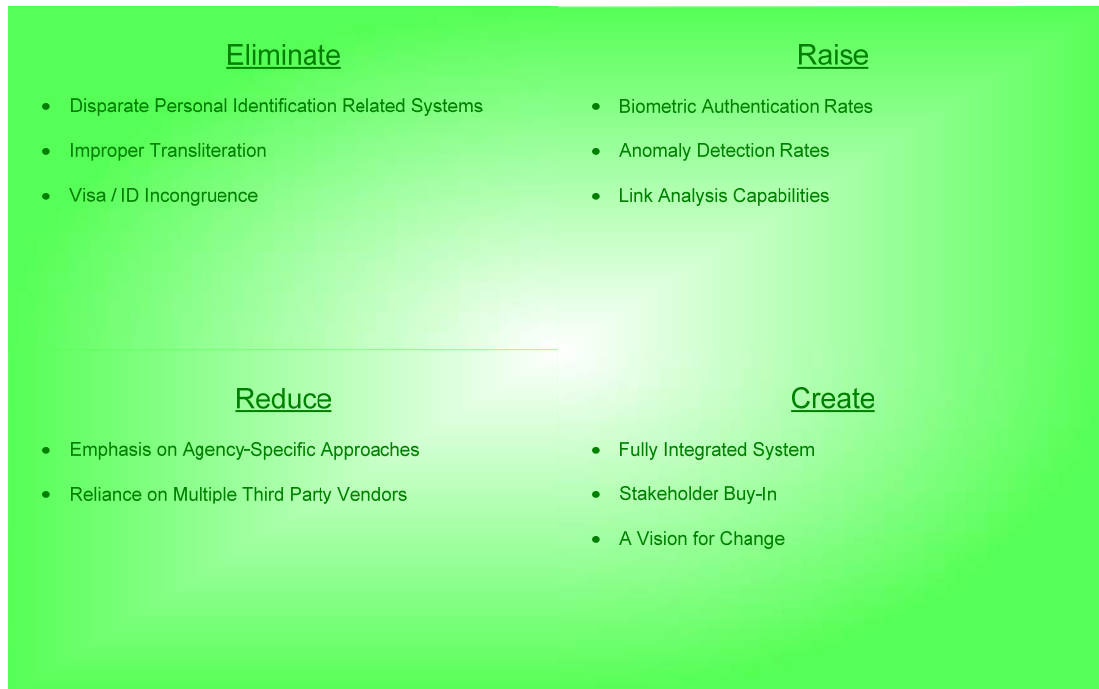 Eliminate
• Disparate Personal Identification Related Systems
• Improper Transliteration
• Visa / ID Incongruence
Raise
• Biometric Authentication Rates
• Anomaly Detection Rates
• Link Analysis Capabilities
Reduce
• Emphasis on Agency-Specific Approaches
• Reliance on Multiple Third Party Vendors
Create
• Fully Integrated System
• Stakeholder Buy-In
• A Vision for Change